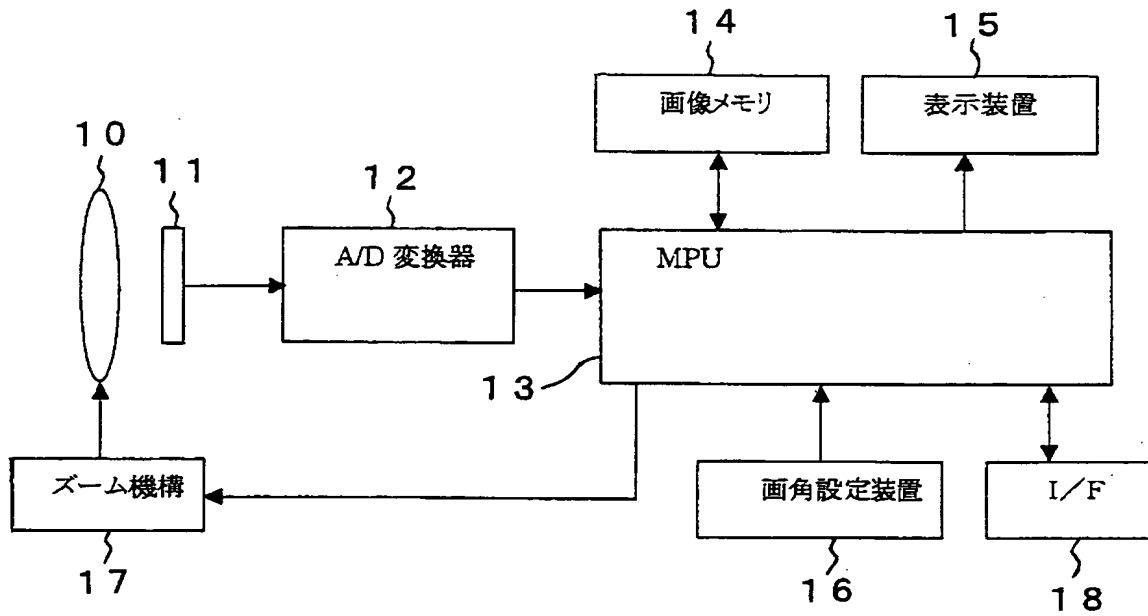 １４
１５
画像メモリ
表示装置
１０
１１
１２
A/D 変換器
MPU
１３
ズーム機構
画角設定装置
I／F
１７
１６
１８